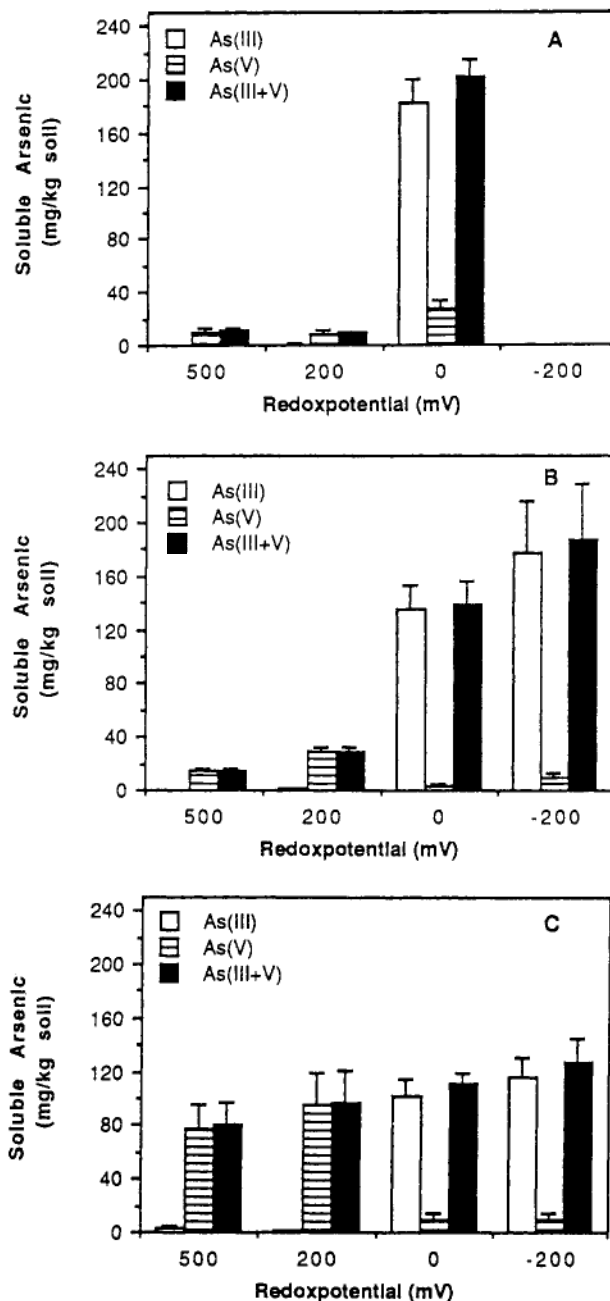 A
As(III)
As(V)
As(III+V)
Soluble Arsenic
(mg/kg soil)
240
200
160
120
80
40
0
500 200 0 -200
Redoxpotential (mV)
B
As(III)
As(V)
As(III+V)
Soluble Arsenic
(mg/kg soil)
240
200
160
120
80
40
0
500 200 0 -200
Redoxpotential (mV)
C
As(III)
As(V)
As(III+V)
Soluble Arsenic
(mg/kg soil)
240
200
160
120
80
40
0
500 200 0 -200
Redoxpotential (mV)